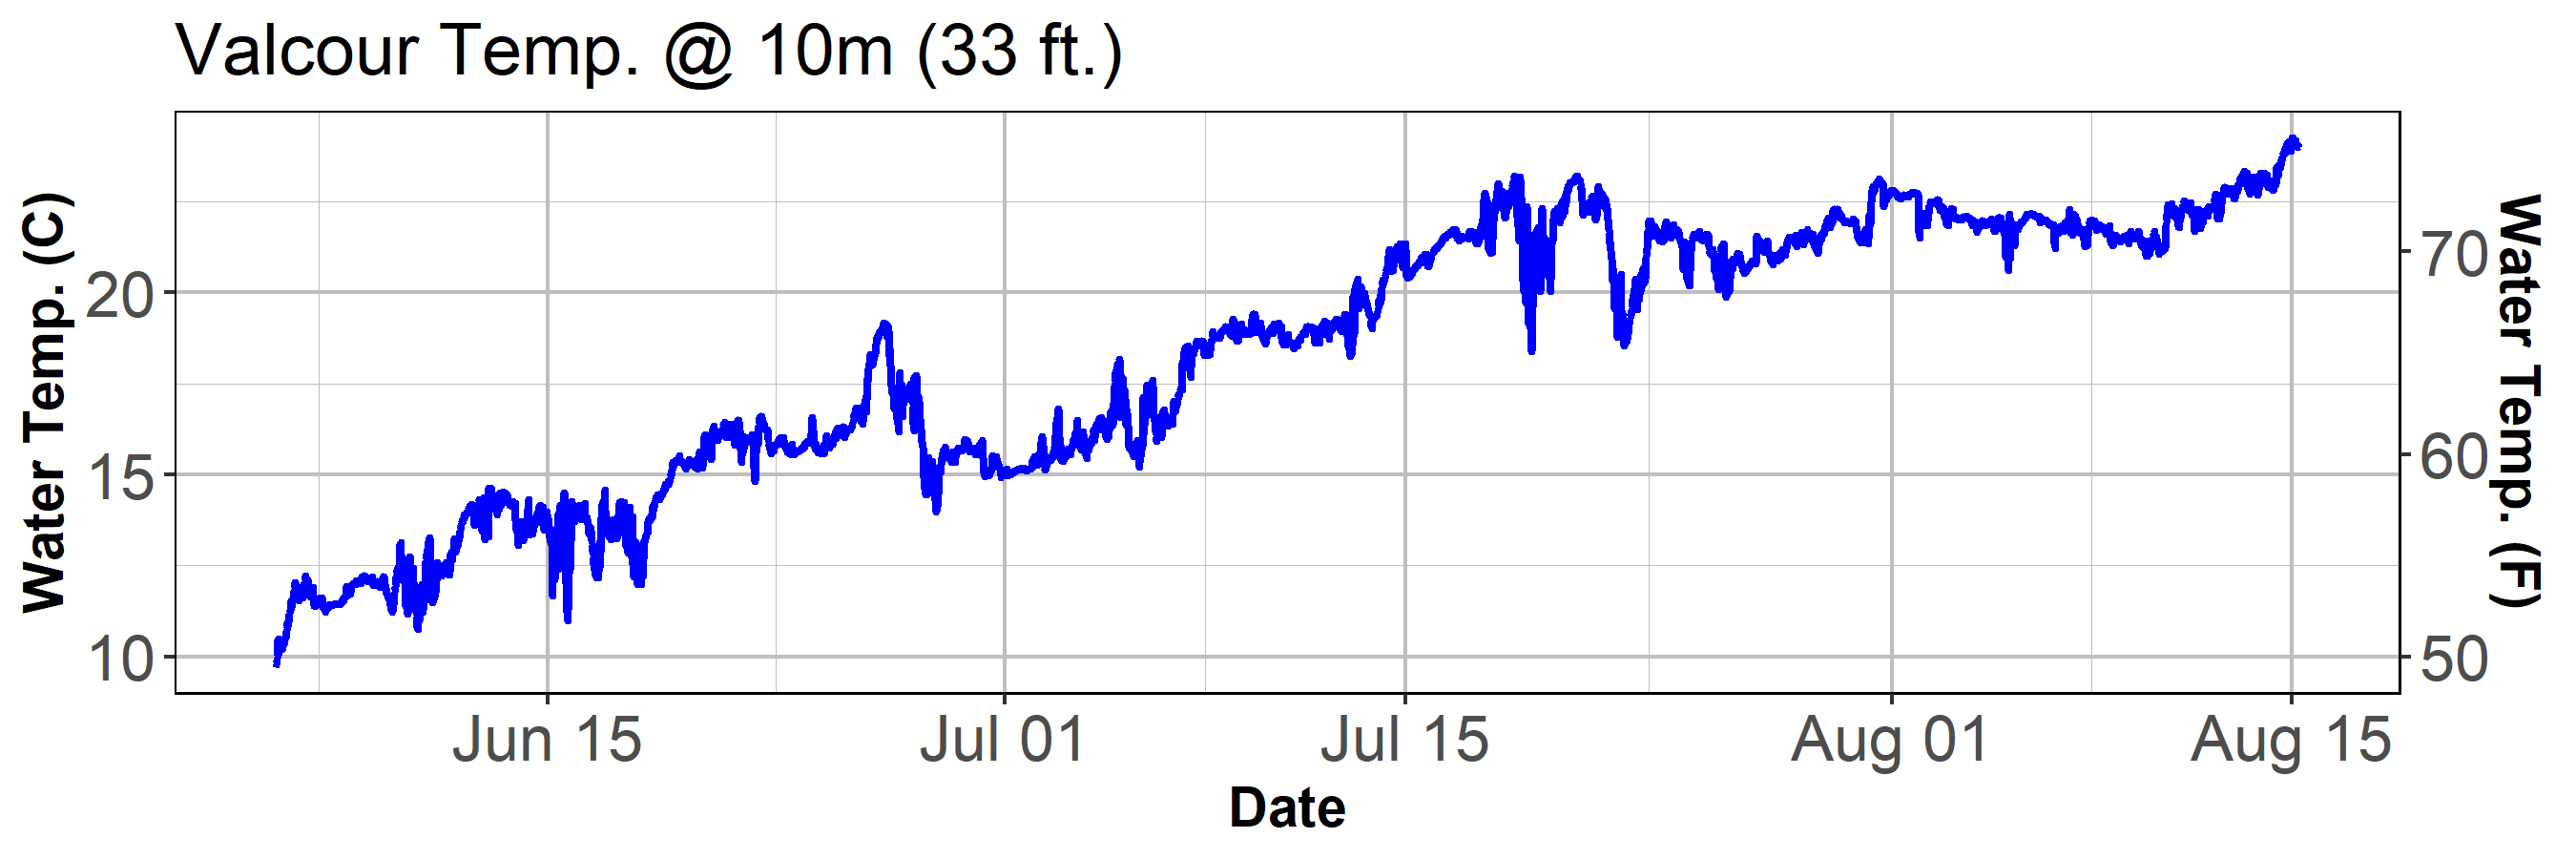 Valcour Temp. @ 10m (33 ft.)
Water Temp. (C)
20
15
10
70
60
50
Water Temp. (F)
Jun 15
Jul 01
Jul 15
Aug 01
Aug 15
Date